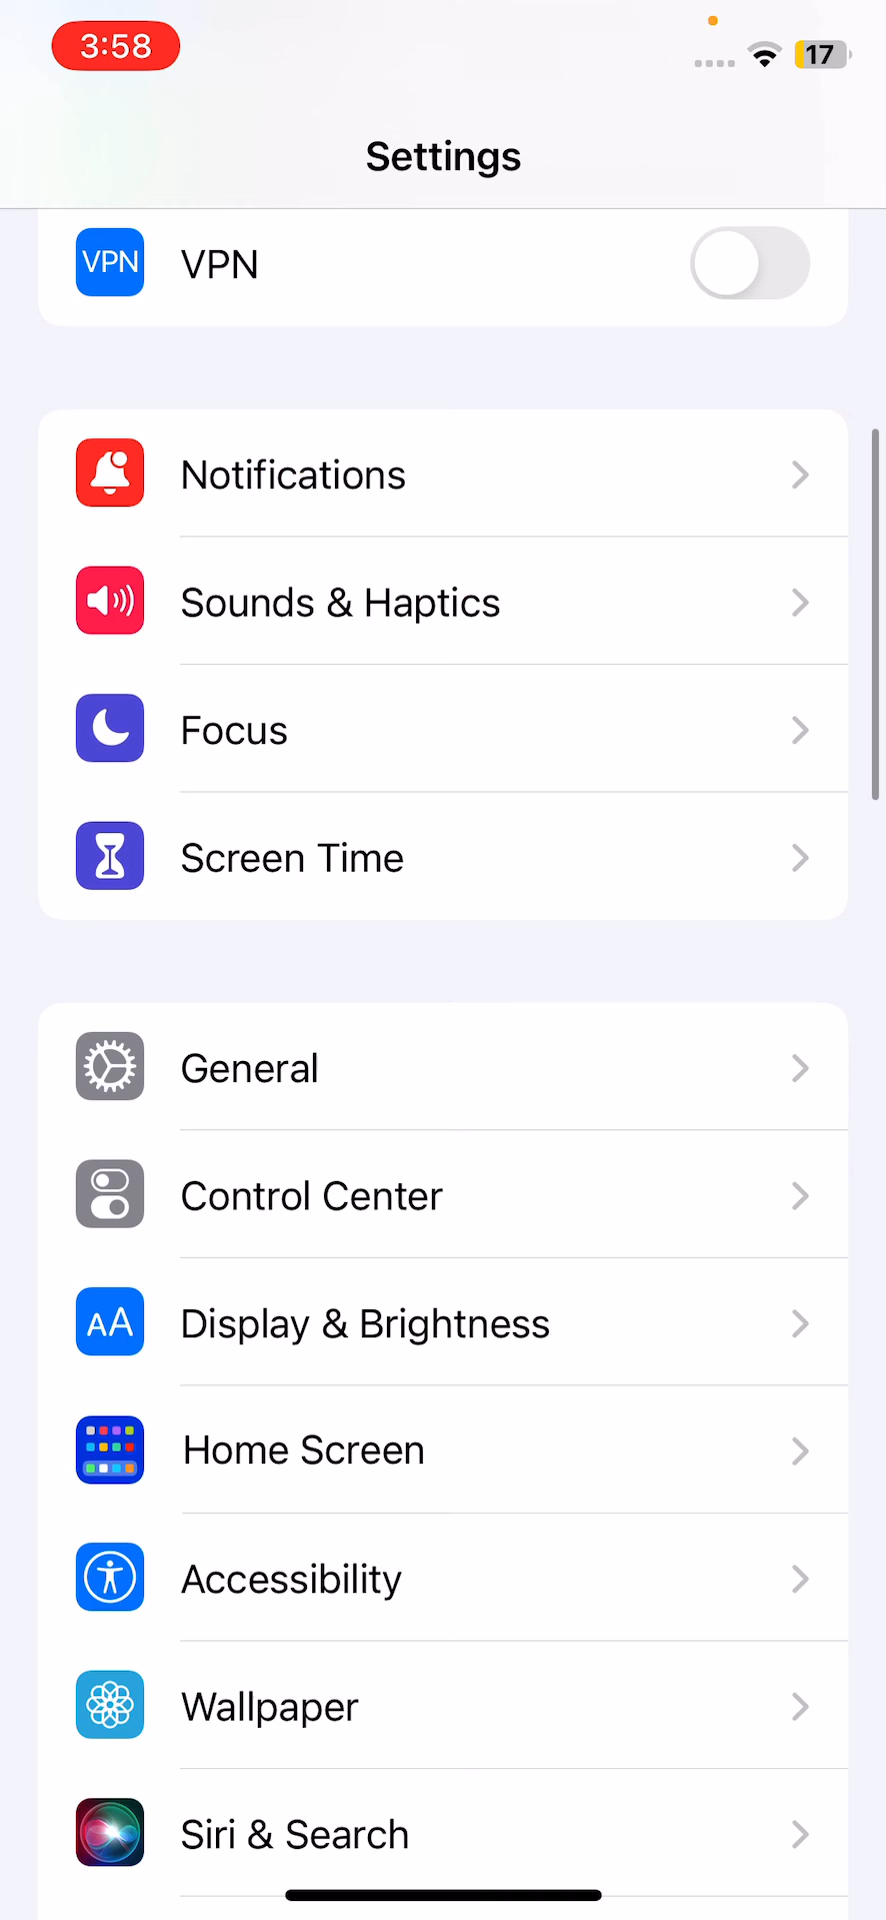 3:58
17
Settings
VPN VPN
Notifications
Sounds & Haptics
Focus
Screen Time
General
Control Center
AA Display & Brightness
Home Screen
Accessibility
Wallpaper
Siri & Search